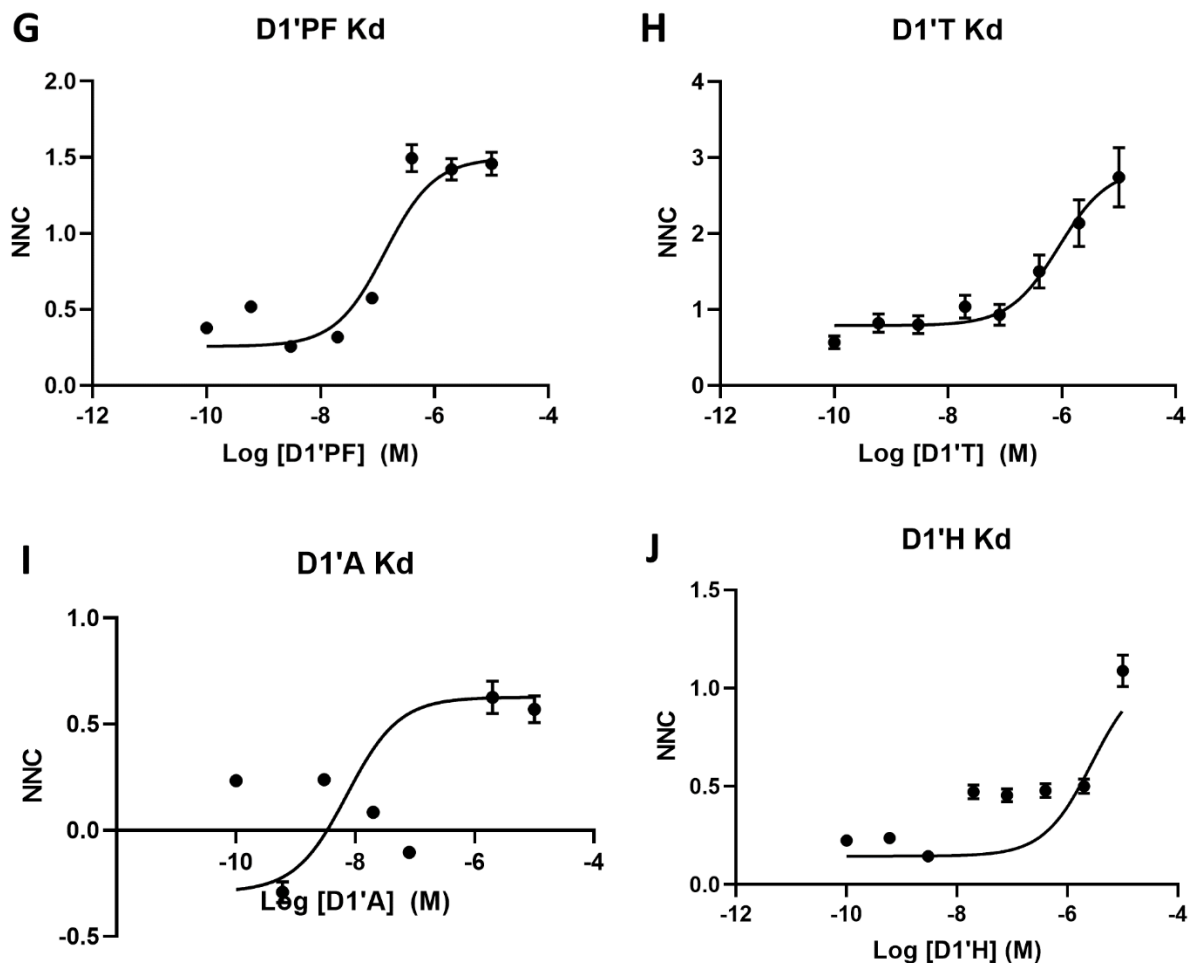 G
D1'PF Kd
2.0
1.5
1.0
0.5
0.0
NNC
-12 -10 -8 -6 -4
Log [D1'PF] (M)
H
D1'T Kd
4
3
2
1
0
NNC
-12 -10 -8 -6 -4
Log [D1'T] (M)
I
D1'A Kd
1.0
0.5
0.0
-0.5
NNC
-10 -8 -6 -4
Log [D1'A] (M)
J
D1'H Kd
1.5
1.0
0.5
0.0
NNC
-12 -10 -8 -6 -4
Log [D1'H] (M)